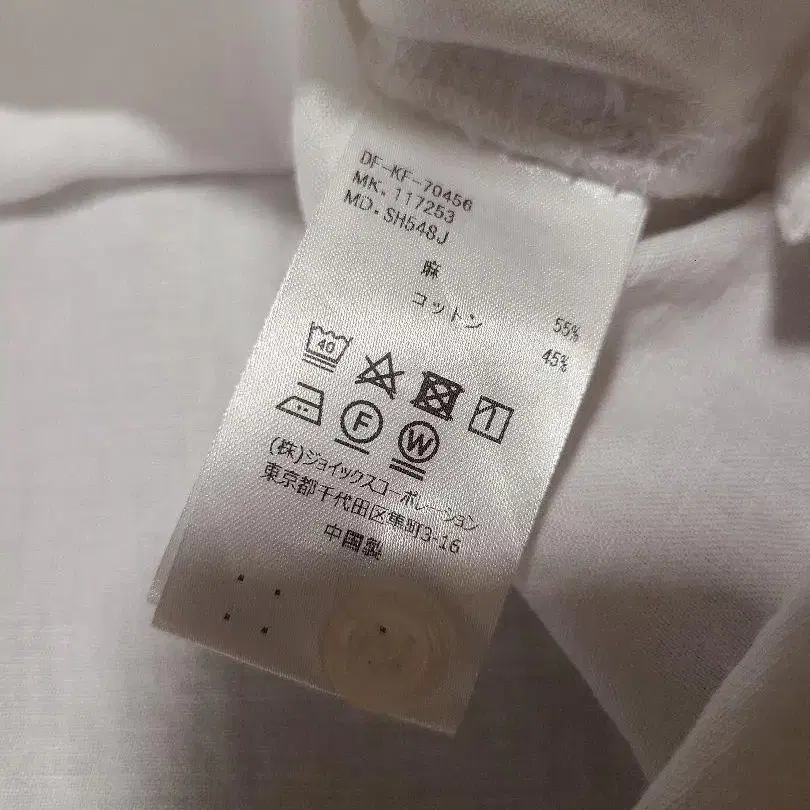 DF-KF-70456
MK.117253
MD.SH548J
麻 55%
コットン 45%
40
F
W
(株)ジョイックスコーポレーション
東京都千代田区隼町3-16
中国製